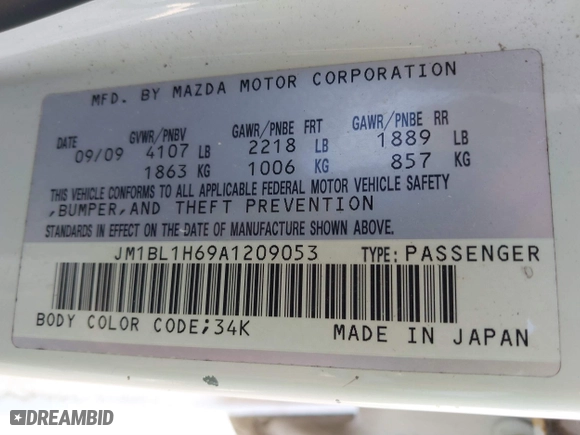 MFD. BY MAZDA MOTOR CORPORATION
DATE GVWR/PNBV GAWR/PNBE FRT GAWR/PNBE RR
09/09 4107 LB 2218 LB 1889 LB
1863 KG 1006 KG 857 KG
THIS VEHICLE CONFORMS TO ALL APPLICABLE FEDERAL MOTOR VEHICLE SAFETY
,BUMPER,AND THEFT PREVENTION
STANDARDS IN EFFECT ON THE DATE OF MANUFACTURE SHOWN ABOVE.
JM1BL1H69A1209053 TYPE:PASSENGER
BODY COLOR CODE;34K MADE IN JAPAN
DREAMBID